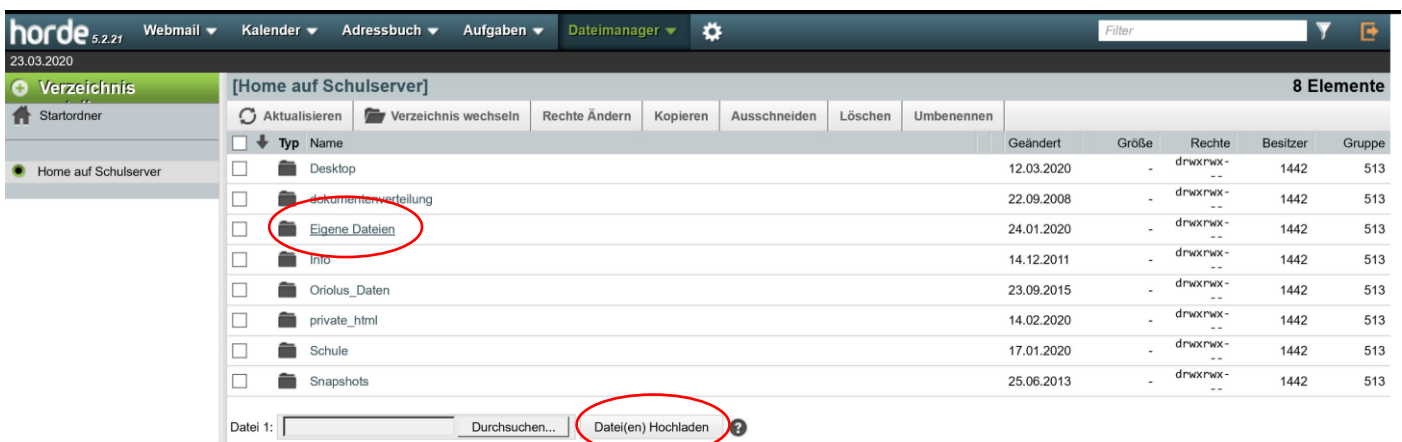 horde 5.2.21 Webmail Kalender Adressbuch Aufgaben Dateimanager Filter
23.03.2020
Verzeichnis
Startordner
Home auf Schulserver
[Home auf Schulserver] 8 Elemente
Aktualisieren Verzeichnis wechseln Rechte Ändern Kopieren Ausschneiden Löschen Umbenennen
Typ Name Geändert Größe Rechte Besitzer Gruppe
Desktop 12.03.2020 - drwxrwx--- 1442 513
dokumentenverteilung 22.09.2008 - drwxrwx--- 1442 513
Eigene Dateien 24.01.2020 - drwxrwx--- 1442 513
Info 14.12.2011 - drwxrwx--- 1442 513
Oriolus_Daten 23.09.2015 - drwxrwx--- 1442 513
private_html 14.02.2020 - drwxrwx--- 1442 513
Schule 17.01.2020 - drwxrwx--- 1442 513
Snapshots 25.06.2013 - drwxrwx--- 1442 513
Datei 1: Durchsuchen... Datei(en) Hochladen ?